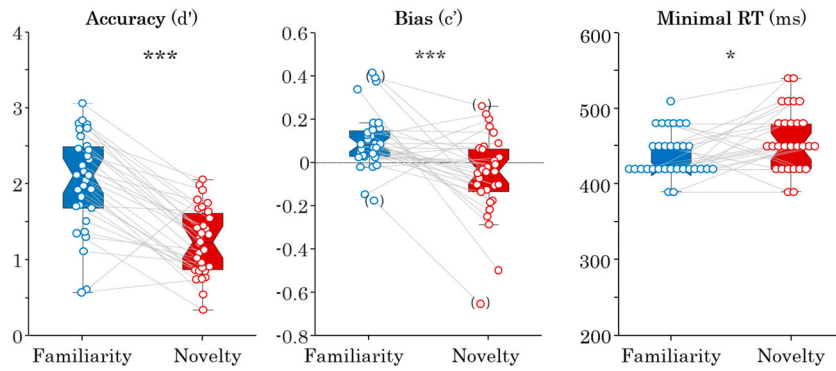 Accuracy (d')
Bias (c’)
Minimal RT (ms)
4
3
2
1
0
***
Familiarity
Novelty
0.6
0.4
0.2
0
-0.2
-0.4
-0.6
-0.8
***
( )
( )
( )
( )
Familiarity
Novelty
600
500
400
300
200
*
Familiarity
Novelty